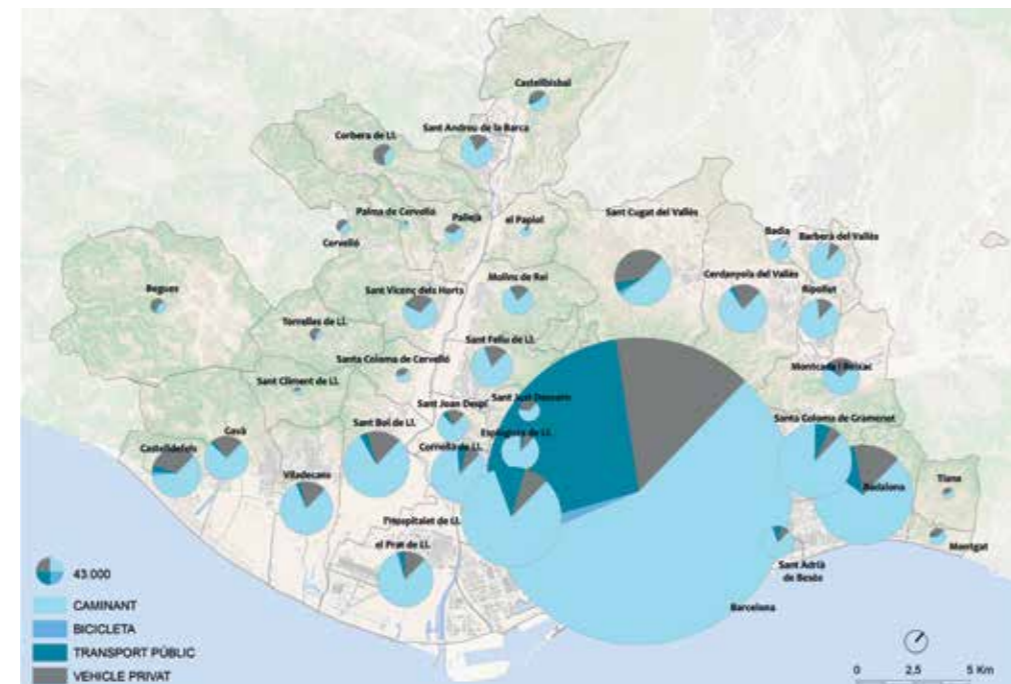 Castellbisbal
Sant Andreu de la Barca
Corbera de Ll.
Palma de Cervelló
Pallejà
el Papiol
Sant Cugat del Vallès
Badia
Barberà del Vallès
Cervelló
Begues
Sant Vicenç dels Horts
Molins de Rei
Cerdanyola del Vallès
Ripollet
Torrelles de Ll.
Sant Feliu de Ll.
Santa Coloma de Cervelló
Montcada i Reixac
Sant Climent de Ll.
Sant Joan Despí
Sant Just Desvern
Santa Coloma de Gramenet
Sant Boi de Ll.
Gavà
Castelldefels
Cornellà de Ll.
Esplugues de Ll.
Viladecans
Badalona
Tiana
l'Hospitalet de Ll.
el Prat de Ll.
Montgat
Sant Adrià
de Besòs
Barcelona
43 000
CAMINANT
BICICLETA
TRANSPORT PÚBLIC
VEHICLE PRIVAT
0 2,5 5 Km